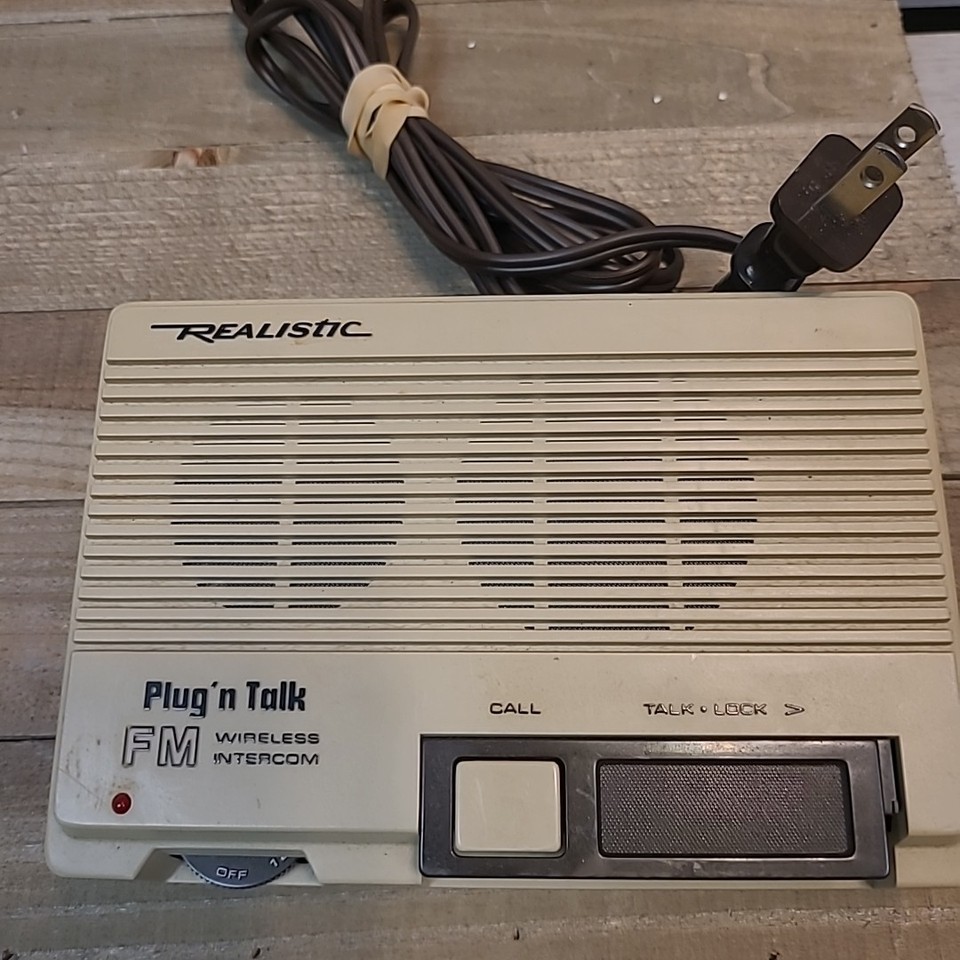 REALISTIC
Plug'n Talk
FM WIRELESS
INTERCOM
CALL
TALK • LOCK >
OFF